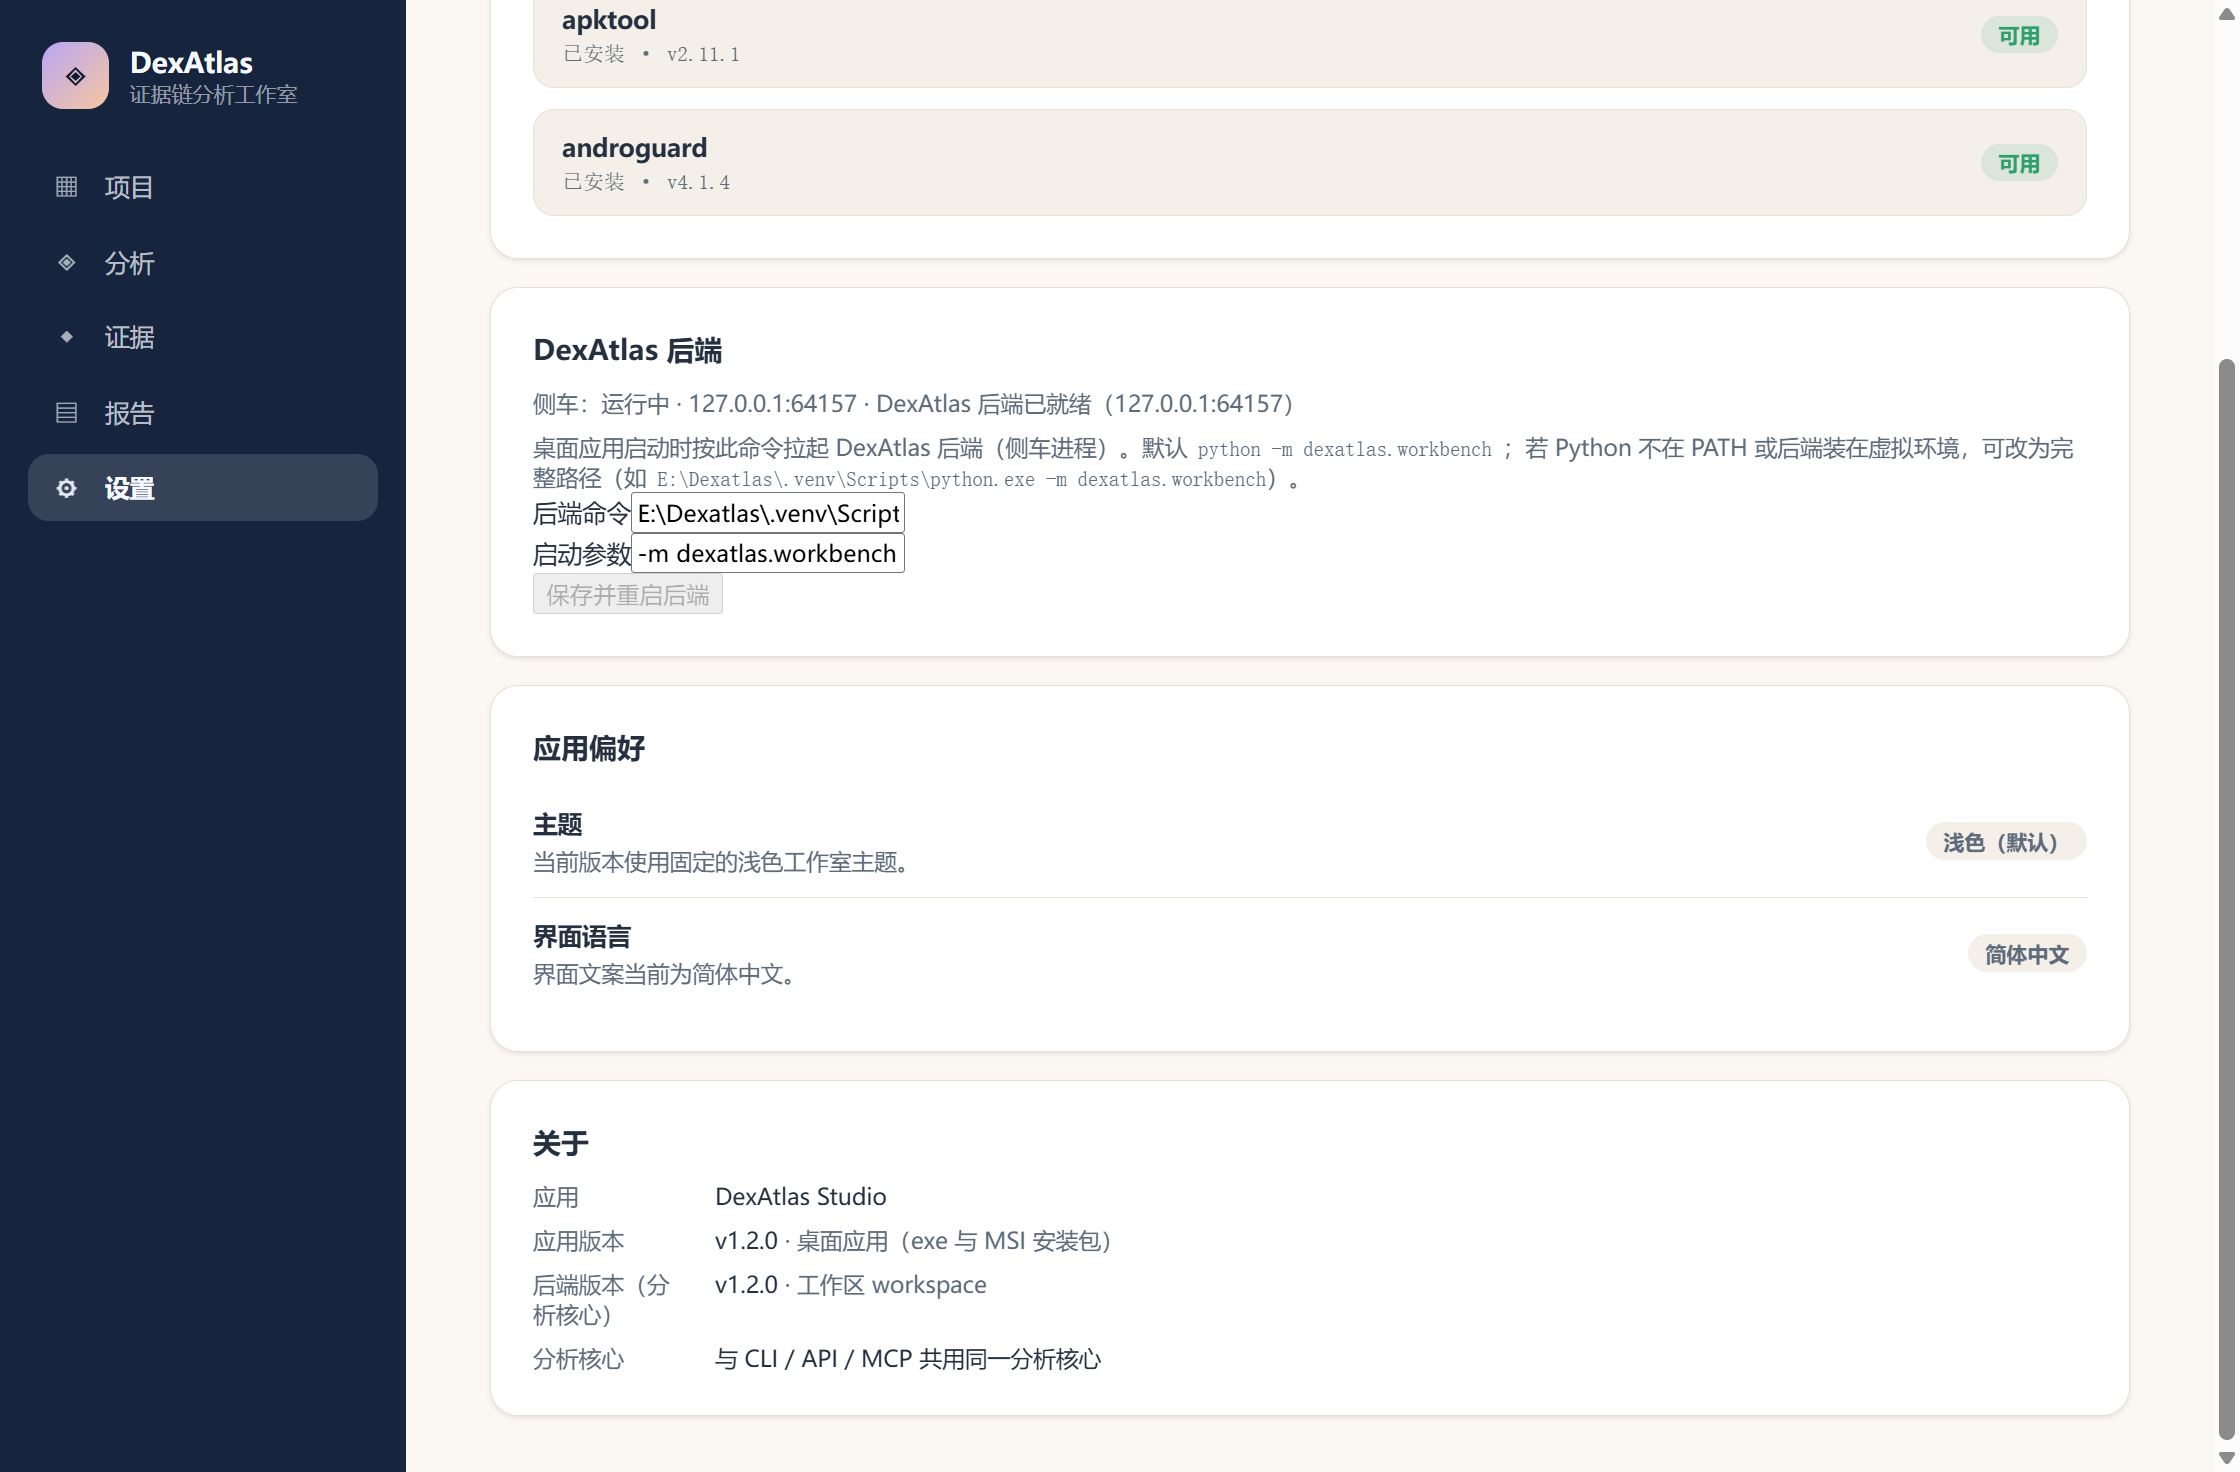 DexAtlas
证据链分析工作室
项目
分析
证据
报告
设置
apktool
已安装 • v2.11.1
可用
androguard
已安装 • v4.1.4
可用
DexAtlas 后端
侧车：运行中 · 127.0.0.1:64157 · DexAtlas 后端已就绪（127.0.0.1:64157）
桌面应用启动时按此命令拉起 DexAtlas 后端（侧车进程）。默认 python -m dexatlas.workbench ；若 Python 不在 PATH 或后端装在虚拟环境，可改为完
整路径（如 E:\Dexatlas\.venv\Scripts\python.exe -m dexatlas.workbench）。
后端命令 E:\Dexatlas\.venv\Script
启动参数 -m dexatlas.workbench
保存并重启后端
应用偏好
主题
当前版本使用固定的浅色工作室主题。
浅色（默认）
界面语言
界面文案当前为简体中文。
简体中文
关于
应用 DexAtlas Studio
应用版本 v1.2.0 · 桌面应用（exe 与 MSI 安装包）
后端版本（分 v1.2.0 · 工作区 workspace
析核心）
分析核心 与 CLI / API / MCP 共用同一分析核心